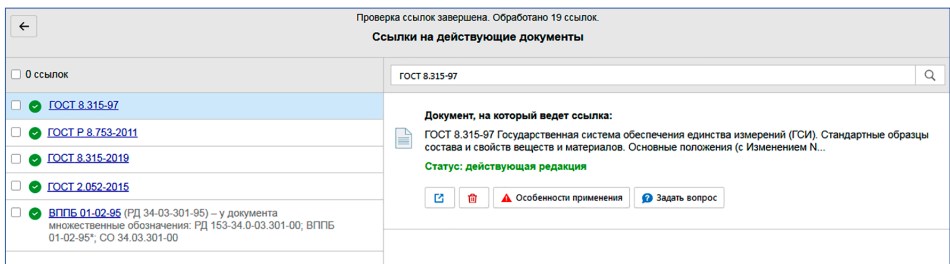 Проверка ссылок завершена. Обработано 19 ссылок.
Ссылки на действующие документы
0 ссылок
ГОСТ 8.315-97
ГОСТ Р 8.753-2011
ГОСТ 8.315-2019
ГОСТ 2.052-2015
ВППБ 01-02-95 (РД 34-03-301-95) – у документа
множественные обозначения: РД 153-34.0-03.301-00; ВППБ
01-02-95*; СО 34.03.301-00
ГОСТ 8.315-97
Документ, на который ведет ссылка:
ГОСТ 8.315-97 Государственная система обеспечения единства измерений (ГСИ). Стандартные образцы
состава и свойств веществ и материалов. Основные положения (с Изменением N...
Статус: действующая редакция
Особенности применения
Задать вопрос